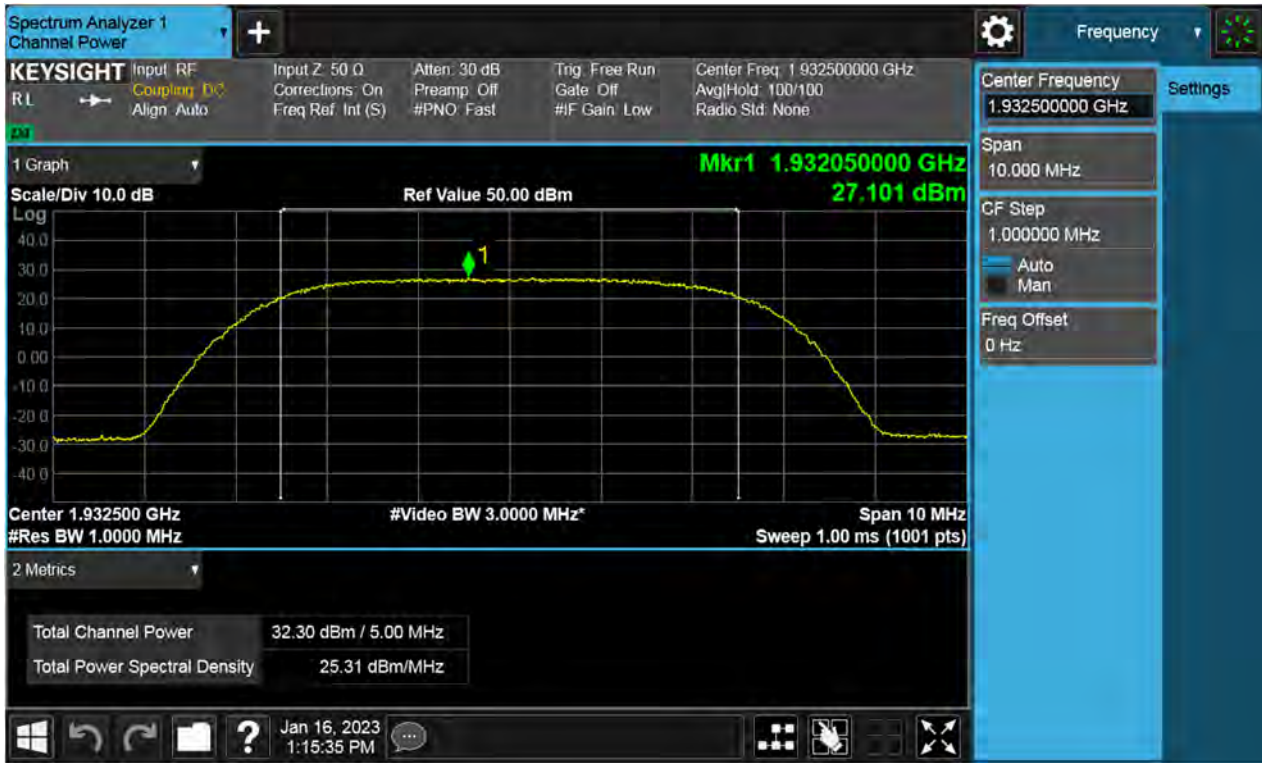 Spectrum Analyzer 1
Channel Power
+
Frequency
KEYSIGHT
RL
Input: RF
Coupling: DC
Align: Auto
Input Z: 50 Ω
Corrections: On
Freq Ref: Int (S)
Atten: 30 dB
Preamp: Off
#PNO: Fast
Trig: Free Run
Gate: Off
#IF Gain: Low
Center Freq: 1.932500000 GHz
Avg|Hold: 100/100
Radio Std: None
1 Graph
Mkr1 1.932050000 GHz
27.101 dBm
Scale/Div 10.0 dB
Ref Value 50.00 dBm
Log
40.0
30.0
20.0
10.0
0.00
-10.0
-20.0
-30.0
-40.0
1
Center 1.932500 GHz
#Video BW 3.0000 MHz*
Span 10 MHz
#Res BW 1.0000 MHz
Sweep 1.00 ms (1001 pts)
2 Metrics
Total Channel Power 32.30 dBm / 5.00 MHz
Total Power Spectral Density 25.31 dBm/MHz
Center Frequency
1.932500000 GHz
Settings
Span
10.000 MHz
CF Step
1.000000 MHz
Auto
Man
Freq Offset
0 Hz
?
Jan 16, 2023
1:15:35 PM